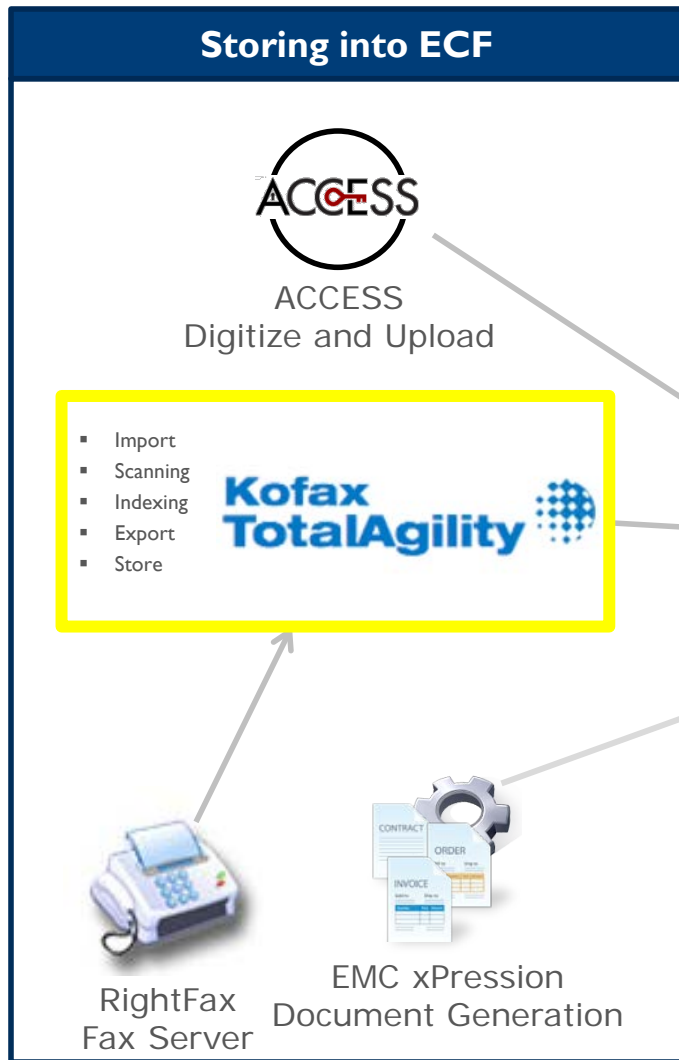 Storing into ECF
ACCESS
ACCESS
Digitize and Upload
Import
Scanning
Indexing
Export
Store
Kofax
TotalAgility
CONTRACT
ORDER
INVOICE
RightFax
Fax Server
EMC xPression
Document Generation